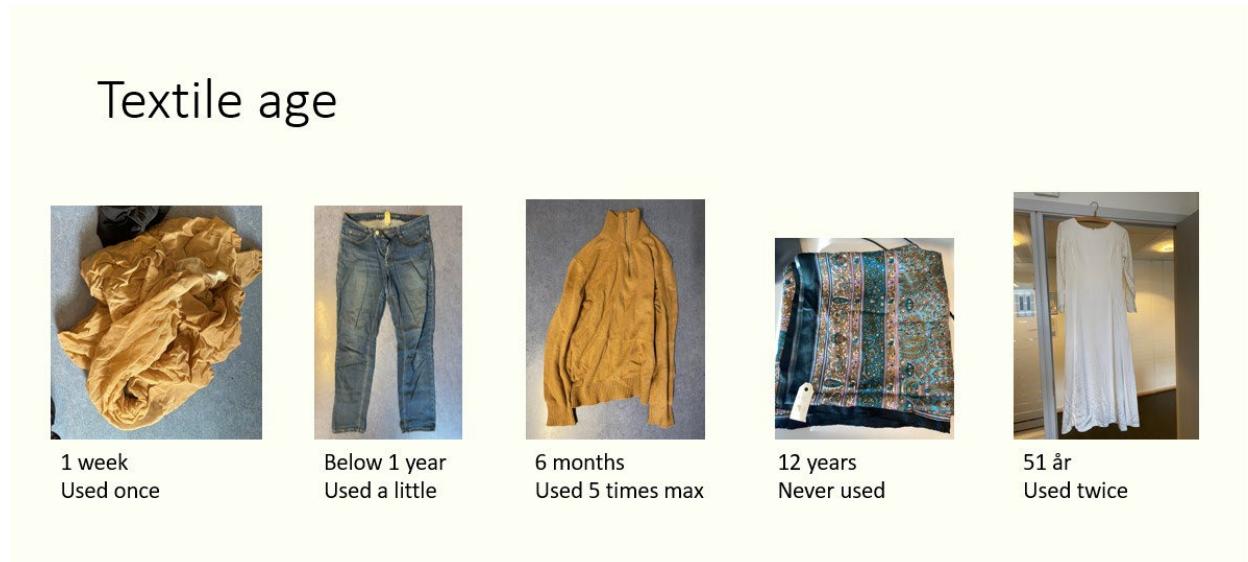 Textile age
1 week
Used once
Below 1 year
Used a little
6 months
Used 5 times max
12 years
Never used
51 år
Used twice